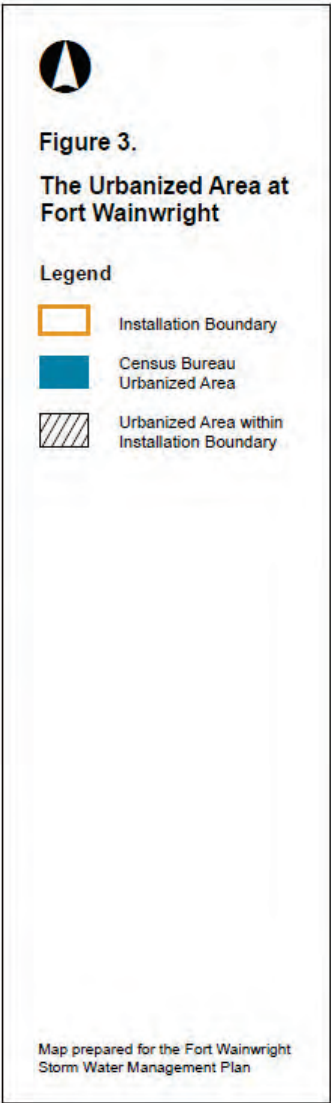 Figure 3.
The Urbanized Area at
Fort Wainwright
Legend
Installation Boundary
Census Bureau
Urbanized Area
Urbanized Area within
Installation Boundary
Map prepared for the Fort Wainwright
Storm Water Management Plan